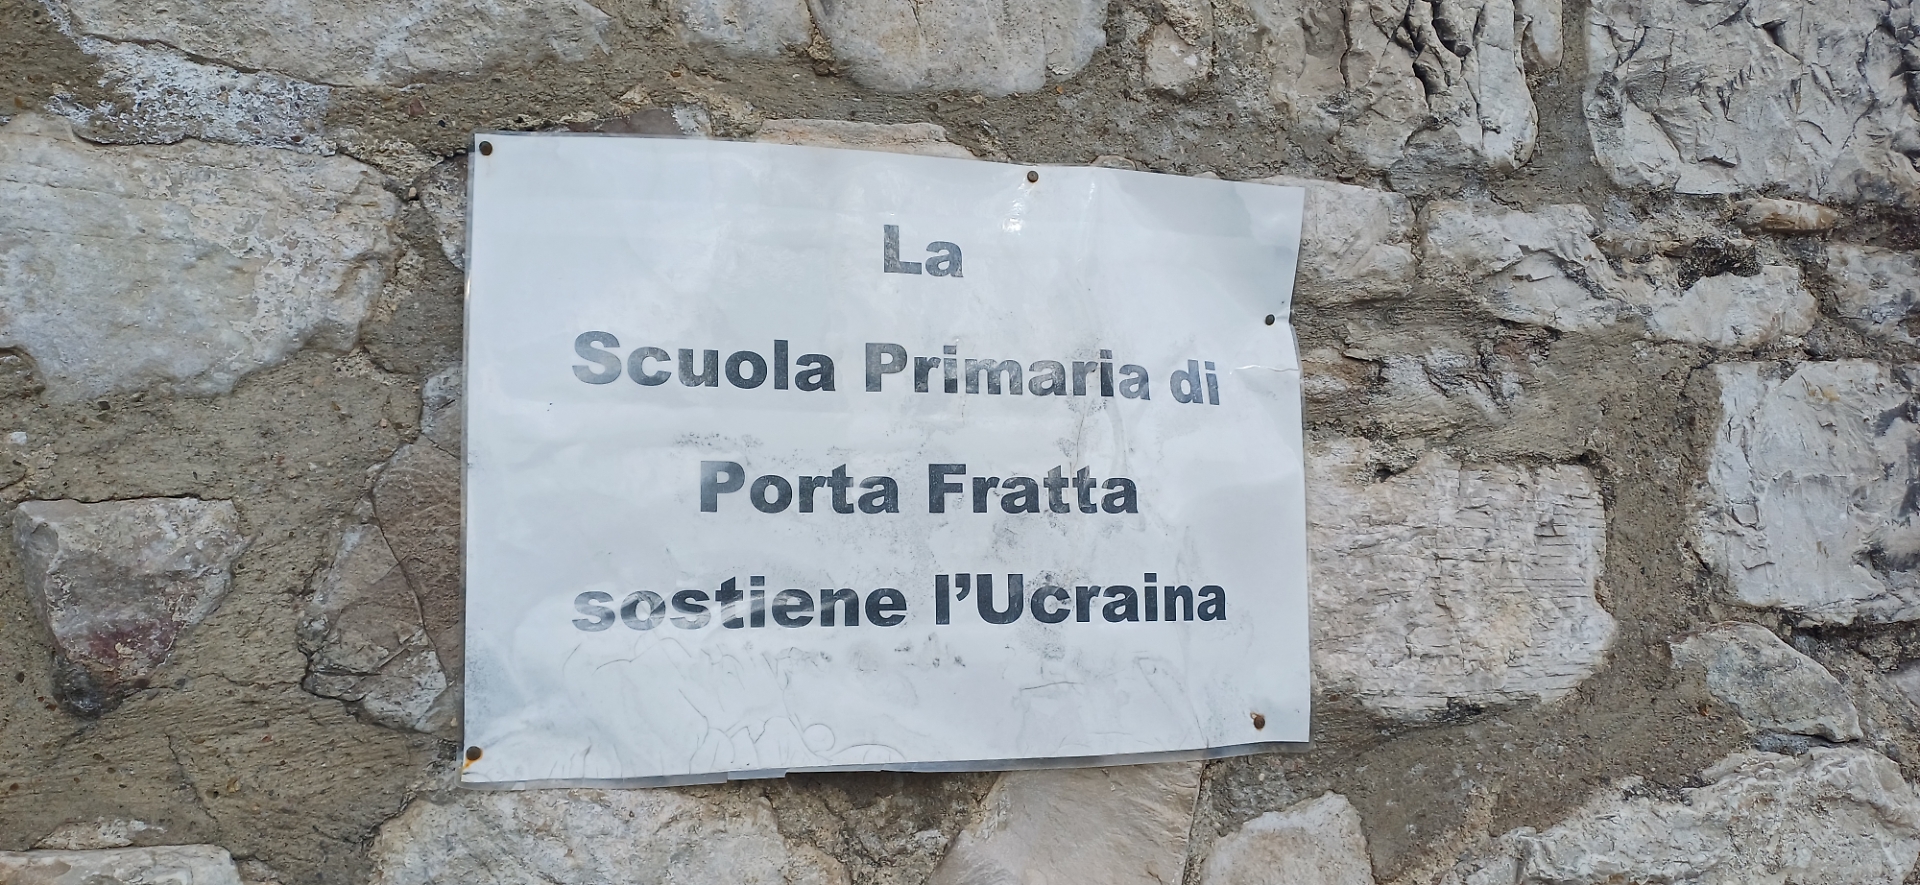 La
Scuola Primaria di
Porta Fratta
sostiene l’Ucraina